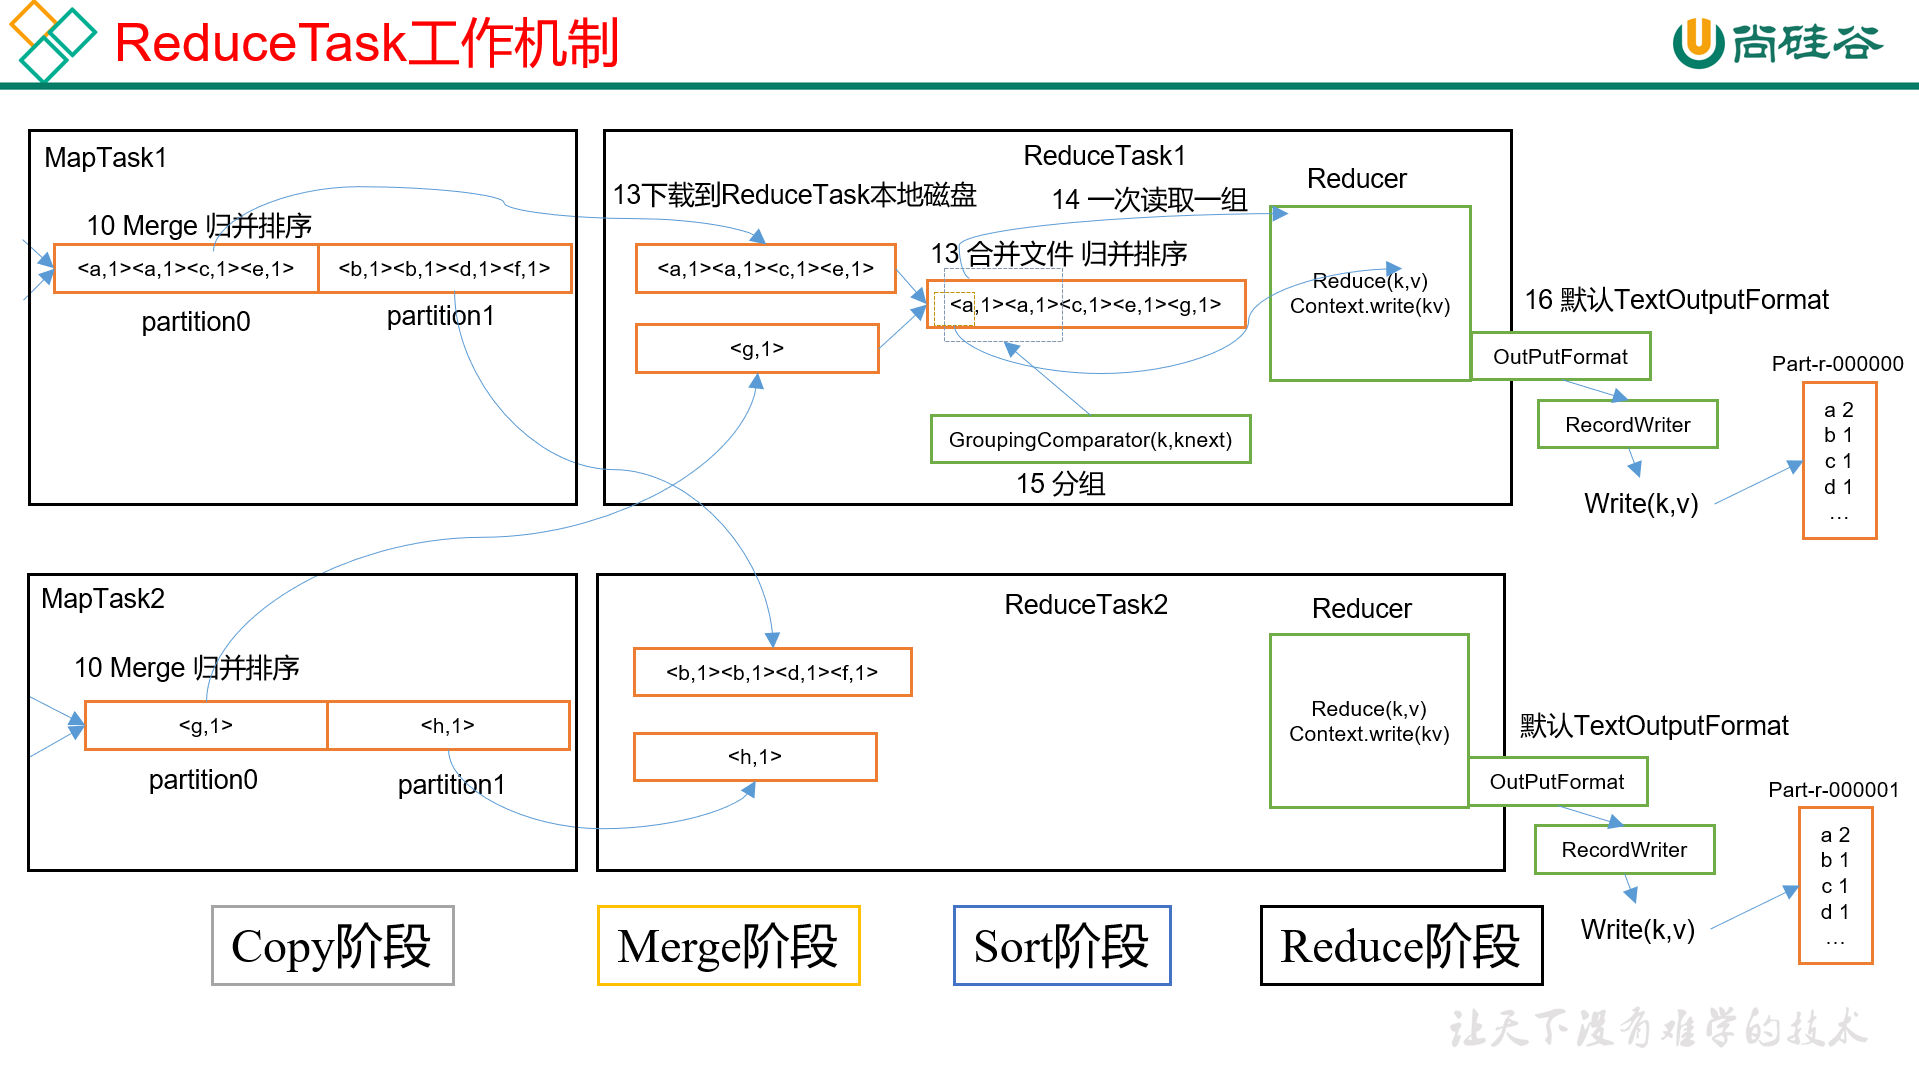 ReduceTask工作机制
尚硅谷
MapTask1
10 Merge 归并排序
<a,1><a,1><c,1><e,1>
<b,1><b,1><d,1><f,1>
partition0
partition1
ReduceTask1
13下载到ReduceTask本地磁盘
<a,1><a,1><c,1><e,1>
<g,1>
14 一次读取一组
13 合并文件 归并排序
<a,1><a,1><c,1><e,1><g,1>
GroupingComparator(k,knext)
15 分组
Reducer
Reduce(k,v)
Context.write(kv)
16 默认TextOutputFormat
OutPutFormat
RecordWriter
Write(k,v)
Part-r-000000
a 2
b 1
c 1
d 1
...
MapTask2
10 Merge 归并排序
<g,1>
<h,1>
partition0
partition1
ReduceTask2
<b,1><b,1><d,1><f,1>
<h,1>
Reducer
Reduce(k,v)
Context.write(kv)
默认TextOutputFormat
OutPutFormat
RecordWriter
Write(k,v)
Part-r-000001
a 2
b 1
c 1
d 1
...
Copy阶段
Merge阶段
Sort阶段
Reduce阶段
让天下没有难学的技术